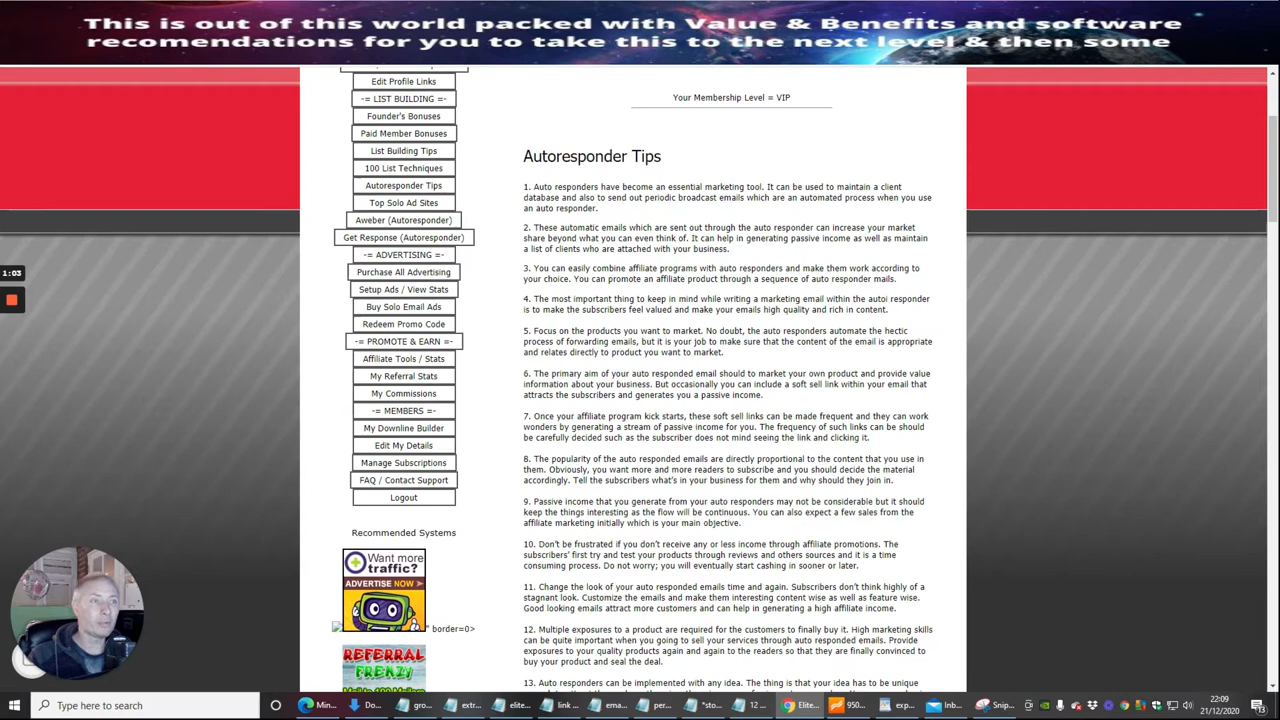 This is out of this world packed with Value & Benefits and software
recomendations for you to take this to the next level & then some
Edit Profile Links
-= LIST BUILDING =-
Founder's Bonuses
Paid Member Bonuses
List Building Tips
100 List Techniques
Autoresponder Tips
Top Solo Ad Sites
Aweber (Autoresponder)
Get Response (Autoresponder)
-= ADVERTISING =-
Purchase All Advertising
Setup Ads / View Stats
Buy Solo Email Ads
Redeem Promo Code
-= PROMOTE & EARN =-
Affiliate Tools / Stats
My Referral Stats
My Commissions
-= MEMBERS =-
My Downline Builder
Edit My Details
Manage Subscriptions
FAQ / Contact Support
Logout
Recommended Systems
Want more
traffic?
ADVERTISE NOW
" border=0>
REFERRAL
FRENZY
Your Membership Level = VIP
Autoresponder Tips
1. Auto responders have become an essential marketing tool. It can be used to maintain a client
database and also to send out periodic broadcast emails which are an automated process when you use
an auto responder.
2. These automatic emails which are sent out through the auto responder can increase your market
share beyond what you can even think of. It can help in generating passive income as well as maintain
a list of clients who are attached with your business.
3. You can easily combine affiliate programs with auto responders and make them work according to
your choice. You can promote an affiliate product through a sequence of auto responder mails.
4. The most important thing to keep in mind while writing a marketing email within the autoi responder
is to make the subscribers feel valued and make your emails high quality and rich in content.
5. Focus on the products you want to market. No doubt, the auto responders automate the hectic
process of forwarding emails, but it is your job to make sure that the content of the email is appropriate
and relates directly to product you want to market.
6. The primary aim of your auto responded email should to market your own product and provide value
information about your business. But occasionally you can include a soft sell link within your email that
attracts the subscribers and generates you a passive income.
7. Once your affiliate program kick starts, these soft sell links can be made frequent and they can work
wonders by generating a stream of passive income for you. The frequency of such links can be should
be carefully decided such as the subscriber does not mind seeing the link and clicking it.
8. The popularity of the auto responded emails are directly proportional to the content that you use in
them. Obviously, you want more and more readers to subscribe and you should decide the material
accordingly. Tell the subscribers what's in your business for them and why should they join in.
9. Passive income that you generate from your auto responders may not be considerable but it should
keep the things interesting as the flow will be continuous. You can also expect a few sales from the
affiliate marketing initially which is your main objective.
10. Don't be frustrated if you don't receive any or less income through affiliate promotions. The
subscribers' first try and test your products through reviews and others sources and it is a time
consuming process. Do not worry; you will eventually start cashing in sooner or later.
11. Change the look of your auto responded emails time and again. Subscribers don't think highly of a
stagnant look. Customize the emails and make them interesting content wise as well as feature wise.
Good looking emails attract more customers and can help in generating a high affiliate income.
12. Multiple exposures to a product are required for the customers to finally buy it. High marketing skills
can be quite important when you going to sell your services through auto responded emails. Provide
exposures to your quality products again and again to the readers so that they are finally convinced to
buy your product and seal the deal.
13. Auto responders can be implemented with any idea. The thing is that your idea has to be unique
1:03
Type here to search
Min...
Do...
gro...
extr...
elite...
link ...
ema...
per...
*sto...
12 ...
Elite...
950...
exp...
Inb...
Snip...
22:09
21/12/2020